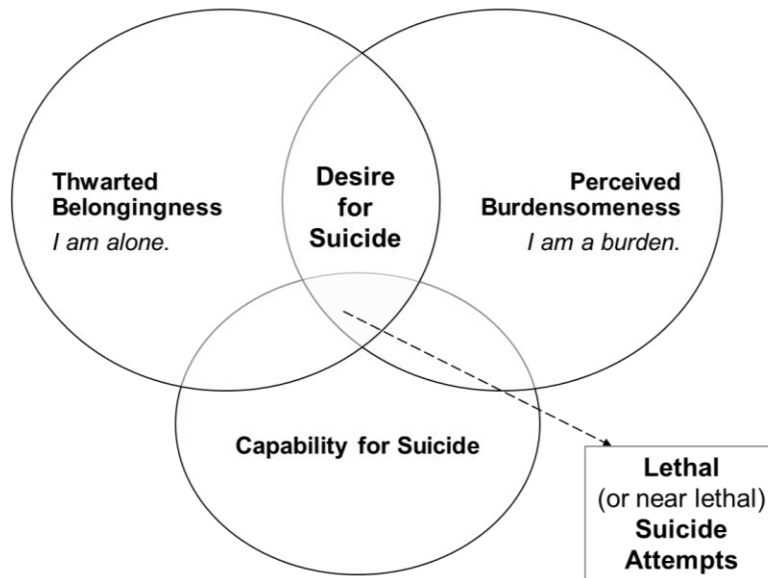 Thwarted
Belongingness
I am alone.
Desire
for
Suicide
Perceived
Burdensomeness
I am a burden.
Capability for Suicide
Lethal
(or near lethal)
Suicide
Attempts